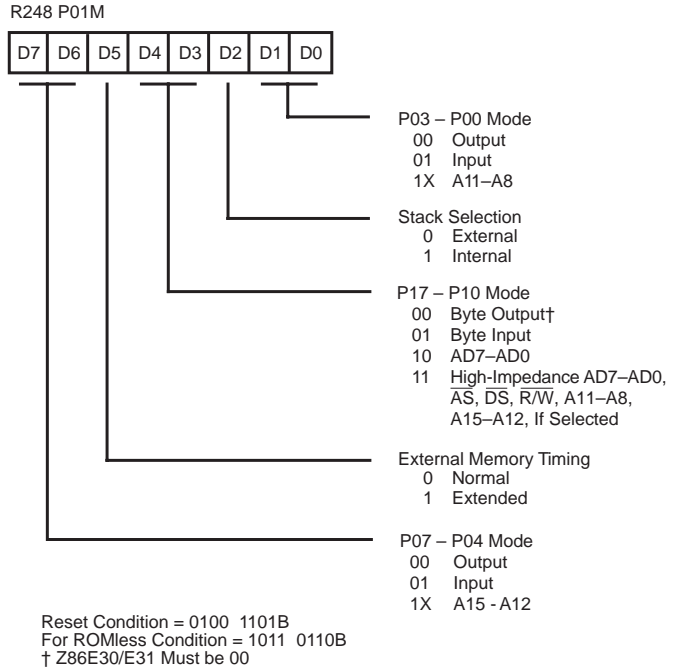 R248 P01M
D7 D6 D5 D4 D3 D2 D1 D0
P03 – P00 Mode
00 Output
01 Input
1X A11–A8
Stack Selection
0 External
1 Internal
P17 – P10 Mode
00 Byte Output†
01 Byte Input
10 AD7–AD0
11 High-Impedance AD7–AD0,
A̅S̅, D̅S̅, R̅/̅W̅, A11–A8,
A15–A12, If Selected
External Memory Timing
0 Normal
1 Extended
P07 – P04 Mode
00 Output
01 Input
1X A15 - A12
Reset Condition = 0100 1101B
For ROMless Condition = 1011 0110B
† Z86E30/E31 Must be 00